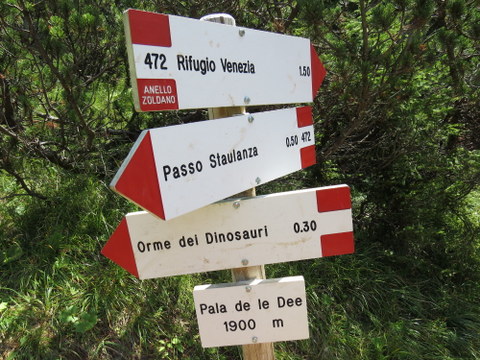 472 Rifugio Venezia 1.50
ANELLO
ZOLDANO
Passo Staulanza 0.50 472
Orme dei Dinosauri 0.30
Pala de le Dee
1900 m